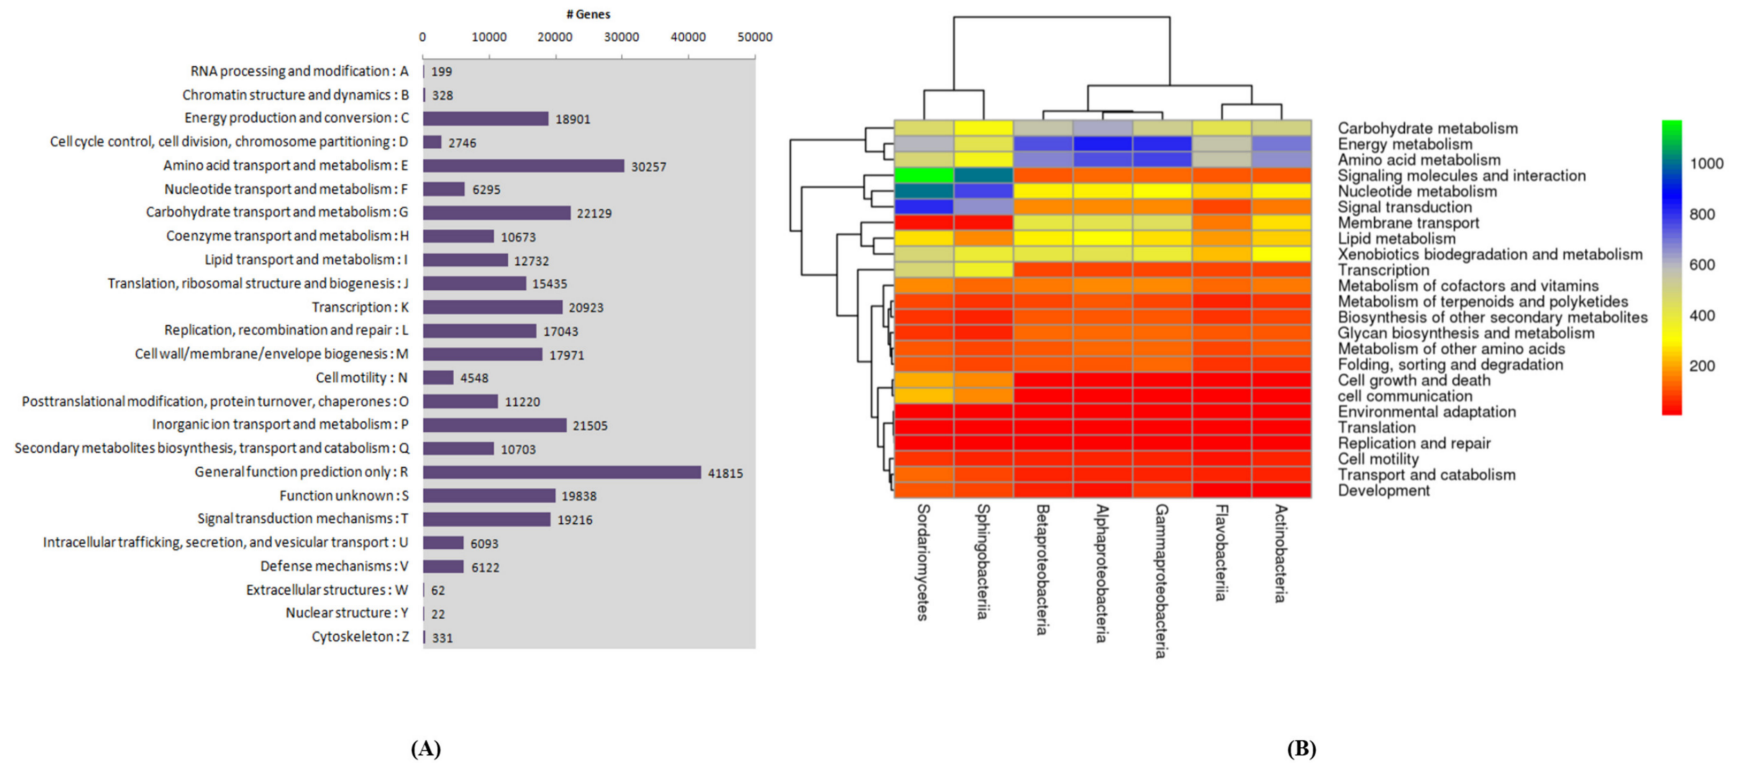 # Genes
0 10000 20000 30000 40000 50000
RNA processing and modification : A 199
Chromatin structure and dynamics : B 328
Energy production and conversion : C 18901
Cell cycle control, cell division, chromosome partitioning : D 2746
Amino acid transport and metabolism : E 30257
Nucleotide transport and metabolism : F 6295
Carbohydrate transport and metabolism : G 22129
Coenzyme transport and metabolism : H 10673
Lipid transport and metabolism : I 12732
Translation, ribosomal structure and biogenesis : J 15435
Transcription : K 20923
Replication, recombination and repair : L 17043
Cell wall/membrane/envelope biogenesis : M 17971
Cell motility : N 4548
Posttranslational modification, protein turnover, chaperones : O 11220
Inorganic ion transport and metabolism : P 21505
Secondary metabolites biosynthesis, transport and catabolism : Q 10703
General function prediction only : R 41815
Function unknown : S 19838
Signal transduction mechanisms : T 19216
Intracellular trafficking, secretion, and vesicular transport : U 6093
Defense mechanisms : V 6122
Extracellular structures : W 62
Nuclear structure : Y 22
Cytoskeleton : Z 331
(A)
Carbohydrate metabolism
Energy metabolism
Amino acid metabolism
Signaling molecules and interaction
Nucleotide metabolism
Signal transduction
Membrane transport
Lipid metabolism
Xenobiotics biodegradation and metabolism
Transcription
Metabolism of cofactors and vitamins
Metabolism of terpenoids and polyketides
Biosynthesis of other secondary metabolites
Glycan biosynthesis and metabolism
Metabolism of other amino acids
Folding, sorting and degradation
Cell growth and death
cell communication
Environmental adaptation
Translation
Replication and repair
Cell motility
Transport and catabolism
Development
1000
800
600
400
200
Sordariomycetes
Sphingobacteriia
Betaproteobacteria
Alphaproteobacteria
Gammaproteobacteria
Flavobacteriia
Actinobacteria
(B)